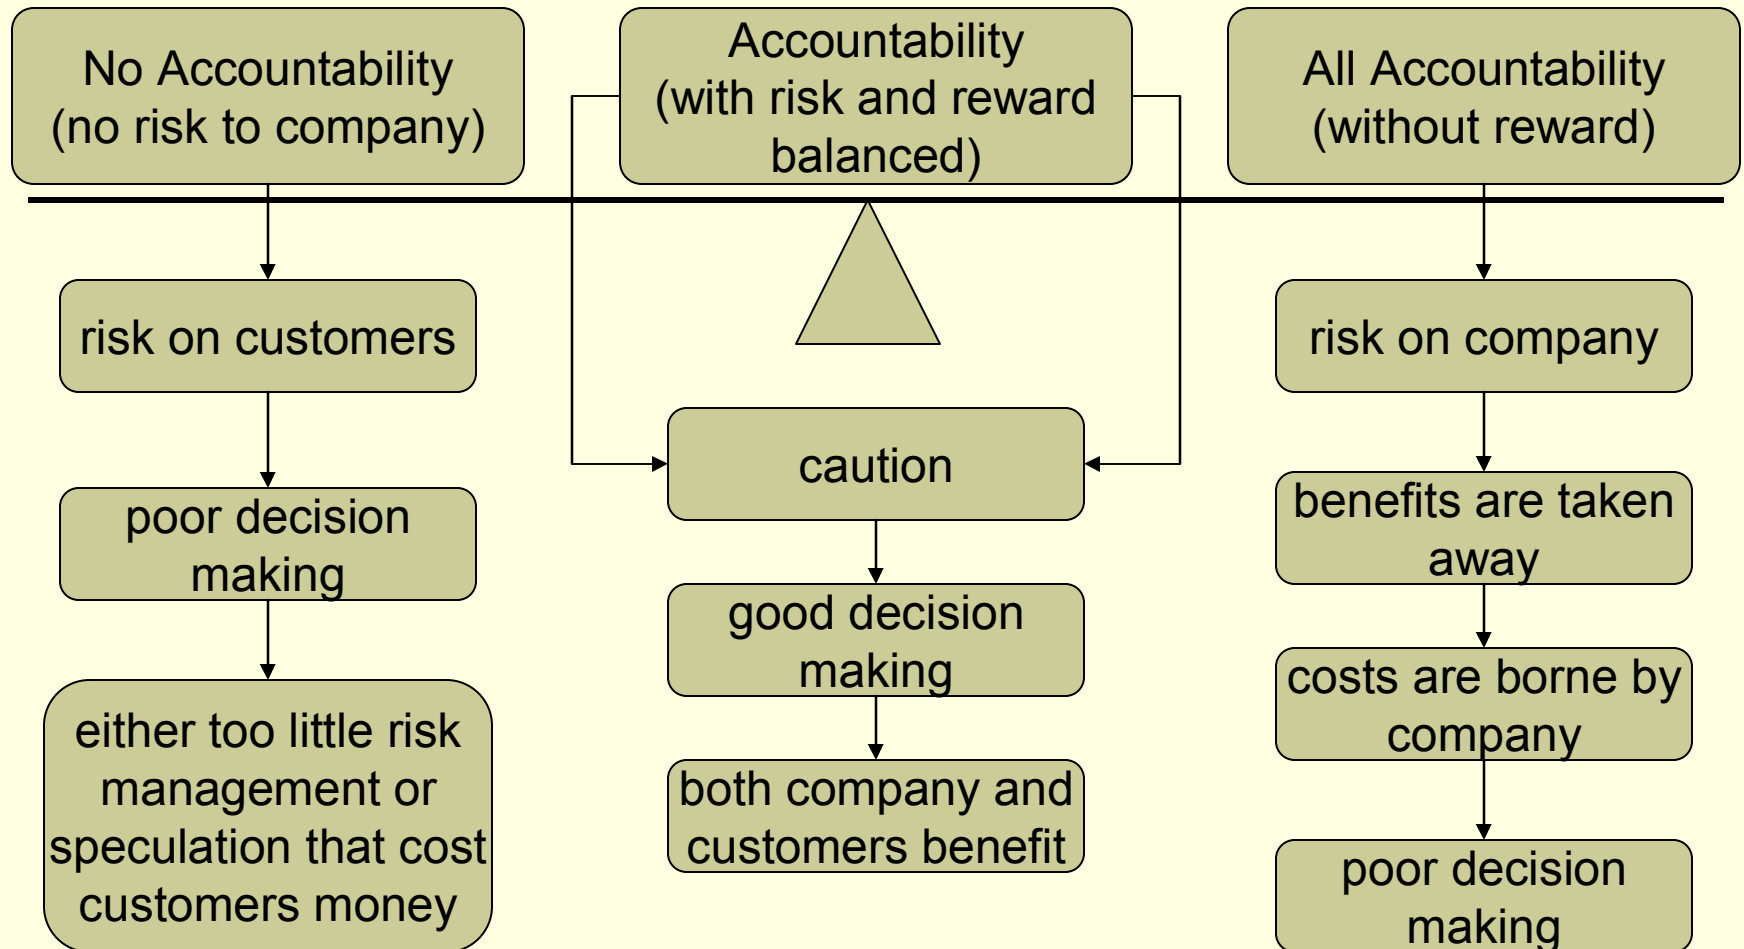 No Accountability
(no risk to company)
Accountability
(with risk and reward
balanced)
All Accountability
(without reward)
risk on customers
poor decision
making
either too little risk
management or
speculation that cost
customers money
caution
good decision
making
both company and
customers benefit
risk on company
benefits are taken
away
costs are borne by
company
poor decision
making